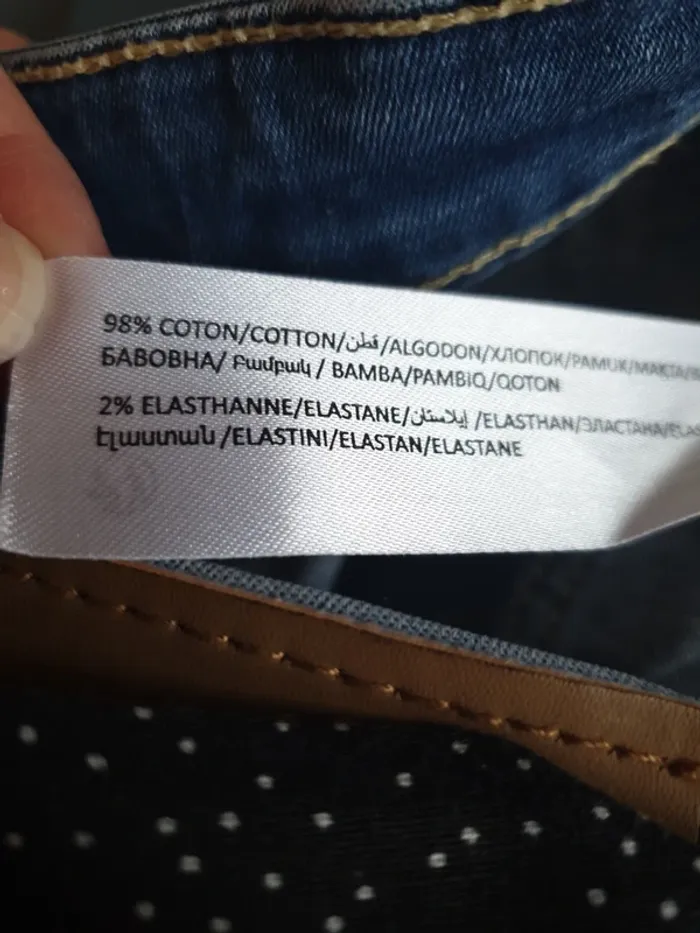 98% COTON/COTTON/قطن/ALGODON/ХЛОПОК/PAMUK/МАКТА/
БАВОВНА/ Բամբակ / BAMBA/PAMBIQ/QOTON
2% ELASTHANNE/ELASTANE/إيلاستان /ELASTHAN/ЭЛАСТАНА/
Էլաստան /ELASTINI/ELASTAN/ELASTANE